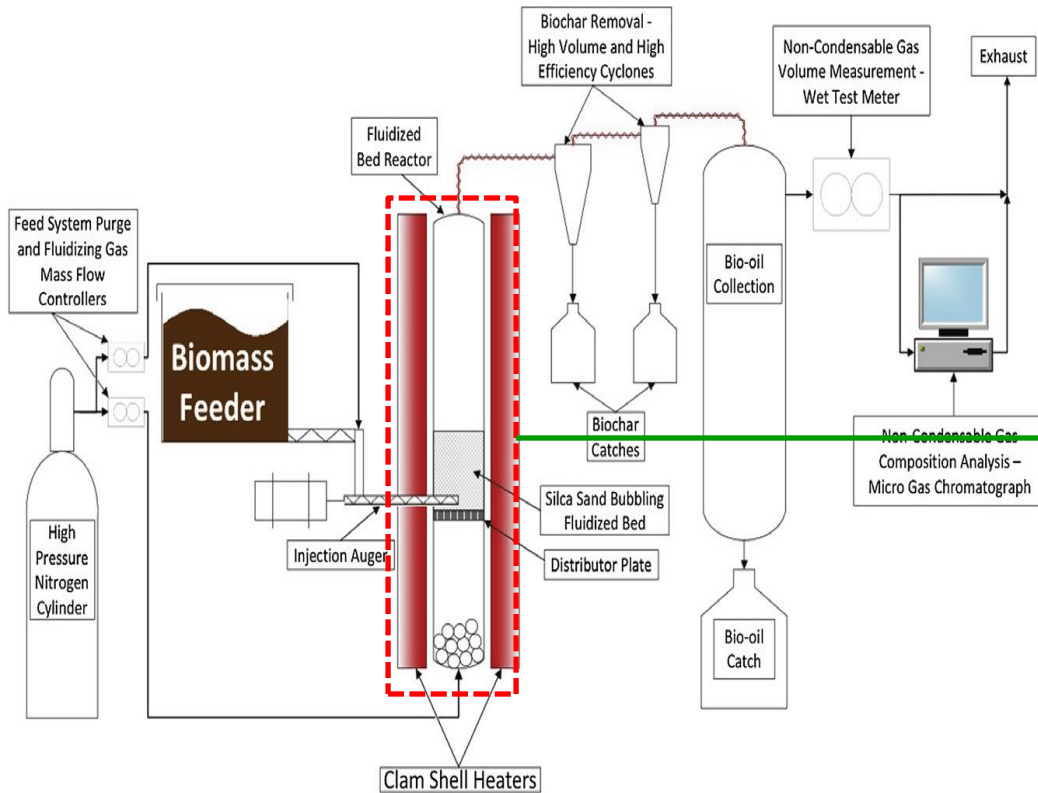 Biochar Removal -
High Volume and High
Efficiency Cyclones
Non-Condensable Gas
Volume Measurement -
Wet Test Meter
Exhaust
Fluidized
Bed Reactor
Feed System Purge
and Fluidizing Gas
Mass Flow
Controllers
Biomass
Feeder
Bio-oil
Collection
Biochar
Catches
Non-Condensable Gas
Composition Analysis –
Micro Gas Chromatograph
Silca Sand Bubbling
Fluidized Bed
Injection Auger
Distributor Plate
High
Pressure
Nitrogen
Cylinder
Bio-oil
Catch
Clam Shell Heaters